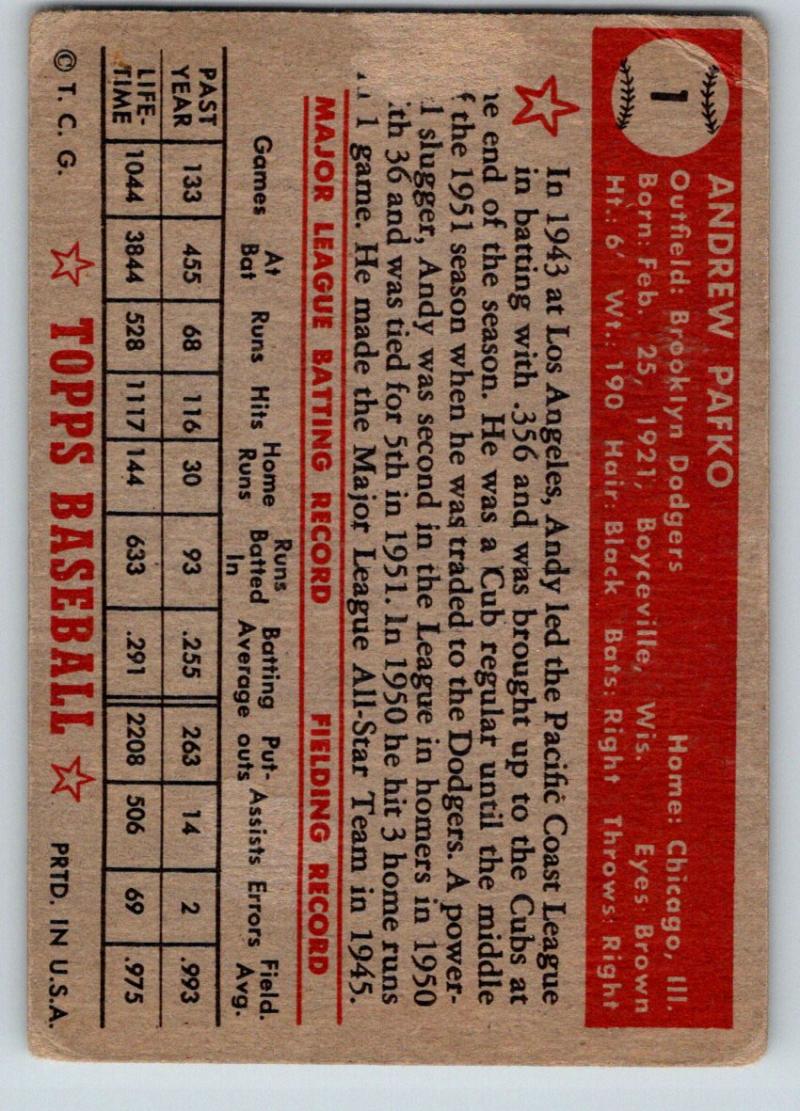 1
ANDREW PAFKO
Outfield: Brooklyn Dodgers Home: Chicago, Ill.
Born: Feb. 25, 1921, Boyceville, Wis. Eyes: Brown
Ht.: 6' Wt.: 190 Hair: Black Bats: Right Throws: Right
In 1943 at Los Angeles, Andy led the Pacific Coast League
in batting with .356 and was brought up to the Cubs at
he end of the season. He was a Cub regular until the middle
f the 1951 season when he was traded to the Dodgers. A power-
l slugger, Andy was second in the League in homers in 1950
ith 36 and was tied for 5th in 1951. In 1950 he hit 3 home runs
1 game. He made the Major League All-Star Team in 1945.
MAJOR LEAGUE BATTING RECORD FIELDING RECORD
Games At Bat Runs Hits Home Runs Runs Batted In Batting Average Put-outs Assists Errors Field. Avg.
PAST YEAR 133 455 68 116 30 93 .255 263 14 2 .993
LIFE-TIME 1044 3844 528 1117 144 633 .291 2208 506 69 .975
© T. C. G. TOPPS BASEBALL PRTD. IN U.S.A.